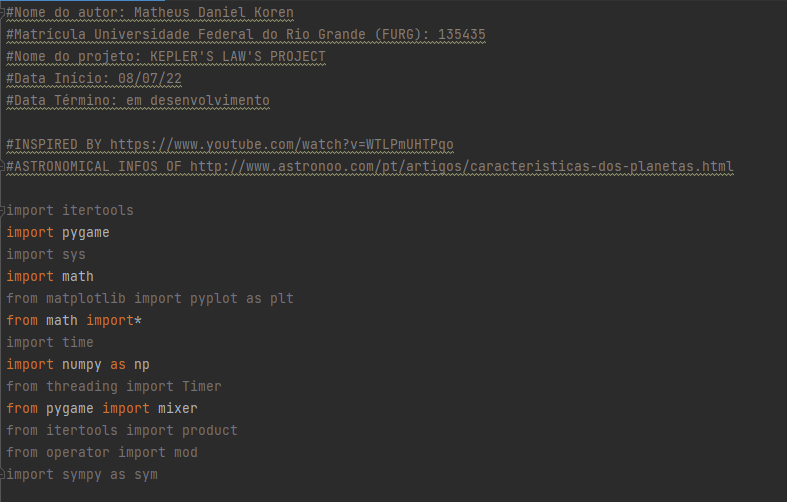 #Nome do autor: Matheus Daniel Koren
#Matricula Universidade Federal do Rio Grande (FURG): 135435
#Nome do projeto: KEPLER'S LAW'S PROJECT
#Data Início: 08/07/22
#Data Término: em desenvolvimento
#INSPIRED BY https://www.youtube.com/watch?v=WTLPmUHTPqo
#ASTRONOMICAL INFOS OF http://www.astronoo.com/pt/artigos/caracteristicas-dos-planetas.html
import itertools
import pygame
import sys
import math
from matplotlib import pyplot as plt
from math import*
import time
import numpy as np
from threading import Timer
from pygame import mixer
from itertools import product
from operator import mod
import sympy as sym